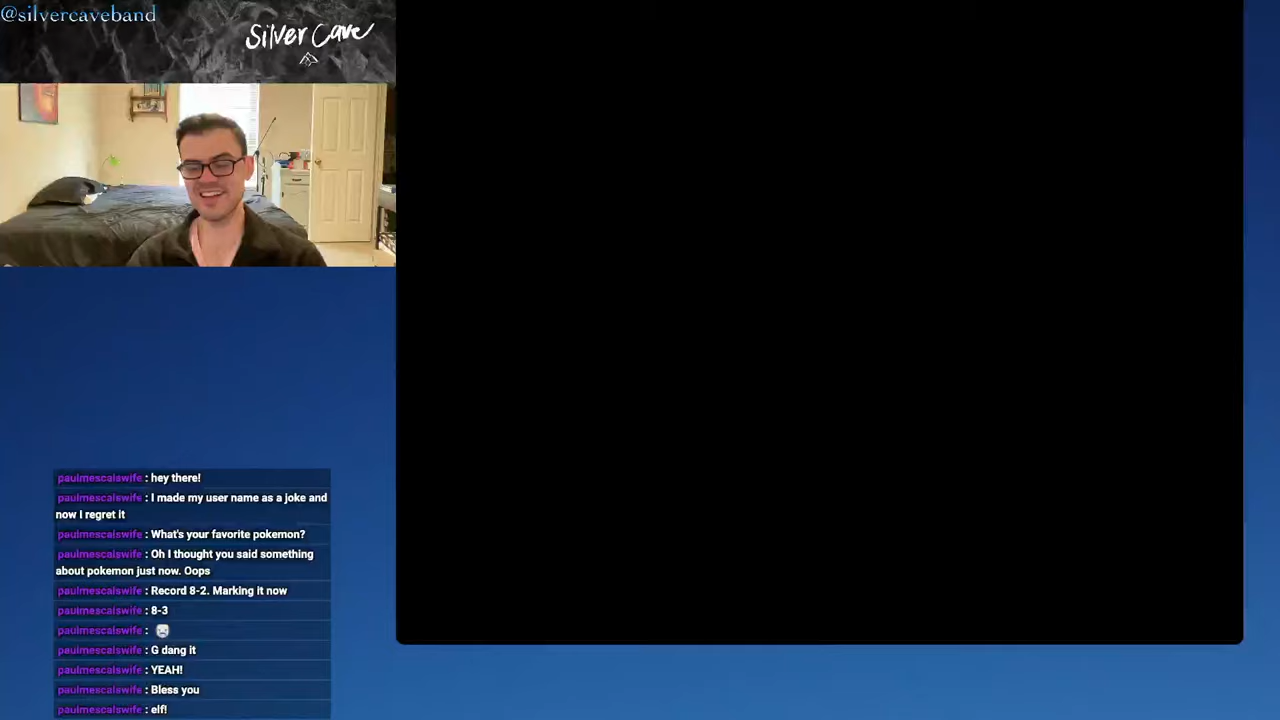 @silvercaveband
Silver Cave
paulmescalswife : hey there!
paulmescalswife : I made my user name as a joke and
now I regret it
paulmescalswife : What's your favorite pokemon?
paulmescalswife : Oh I thought you said something
about pokemon just now. Oops
paulmescalswife : Record 8-2. Marking it now
paulmescalswife : 8-3
paulmescalswife :
paulmescalswife : G dang it
paulmescalswife : YEAH!
paulmescalswife : Bless you
paulmescalswife : elf!